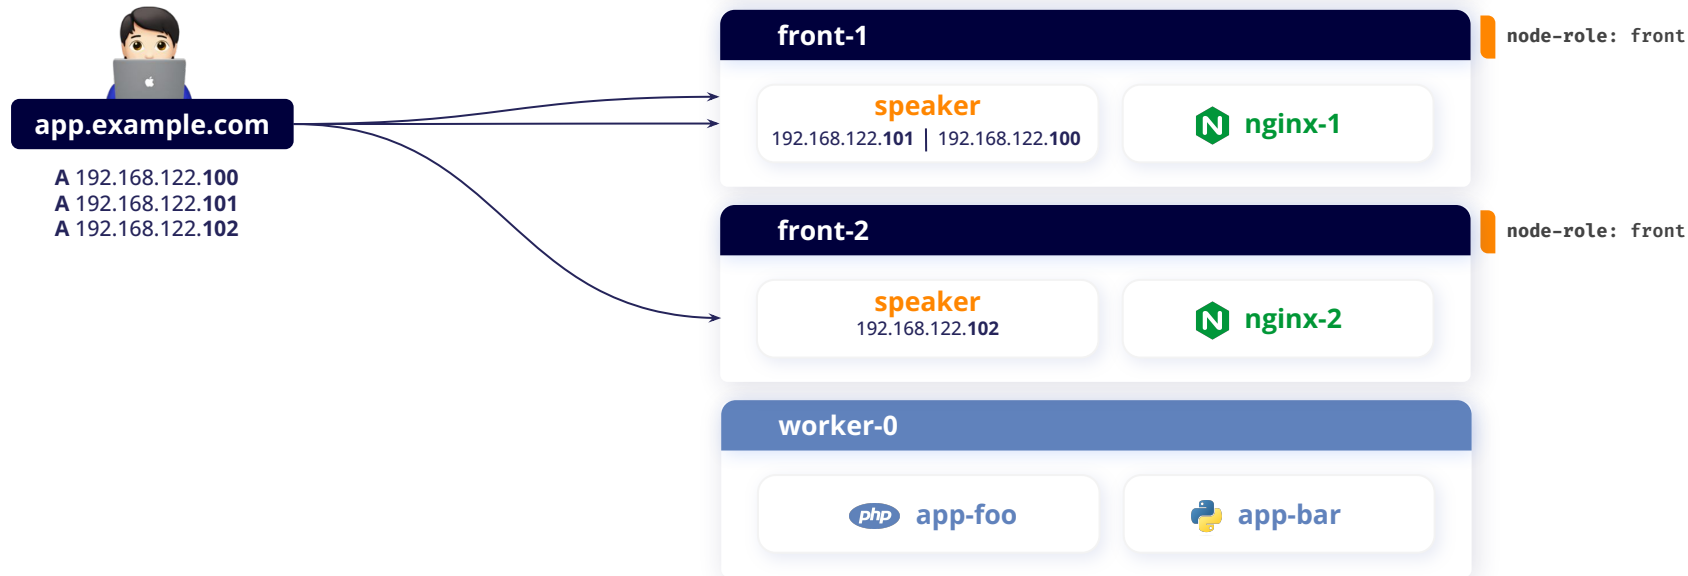 app.example.com
A 192.168.122.100
A 192.168.122.101
A 192.168.122.102
front-1
node-role: front
speaker
192.168.122.101 | 192.168.122.100
nginx-1
front-2
node-role: front
speaker
192.168.122.102
nginx-2
worker-0
php app-foo
app-bar